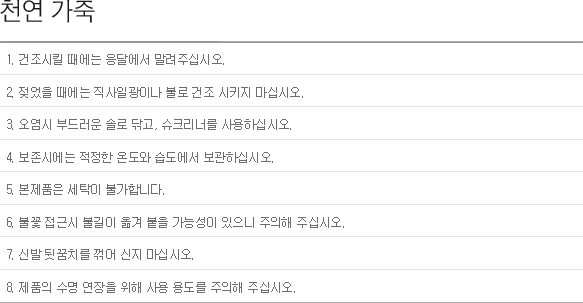 천연 가죽
1. 건조시킬 때에는 응달에서 말려주십시오.
2. 젖었을 때에는 직사일광이나 불로 건조 시키지 마십시오.
3. 오염시 부드러운 솔로 닦고, 슈크리너를 사용하십시오.
4. 보존시에는 적정한 온도와 습도에서 보관하십시오.
5. 본제품은 세탁이 불가합니다.
6. 불꽃 접근시 불길이 옮겨 붙을 가능성이 있으니 주의해 주십시오.
7. 신발 뒷꿈치를 꺾어 신지 마십시오.
8. 제품의 수명 연장을 위해 사용 용도를 주의해 주십시오.